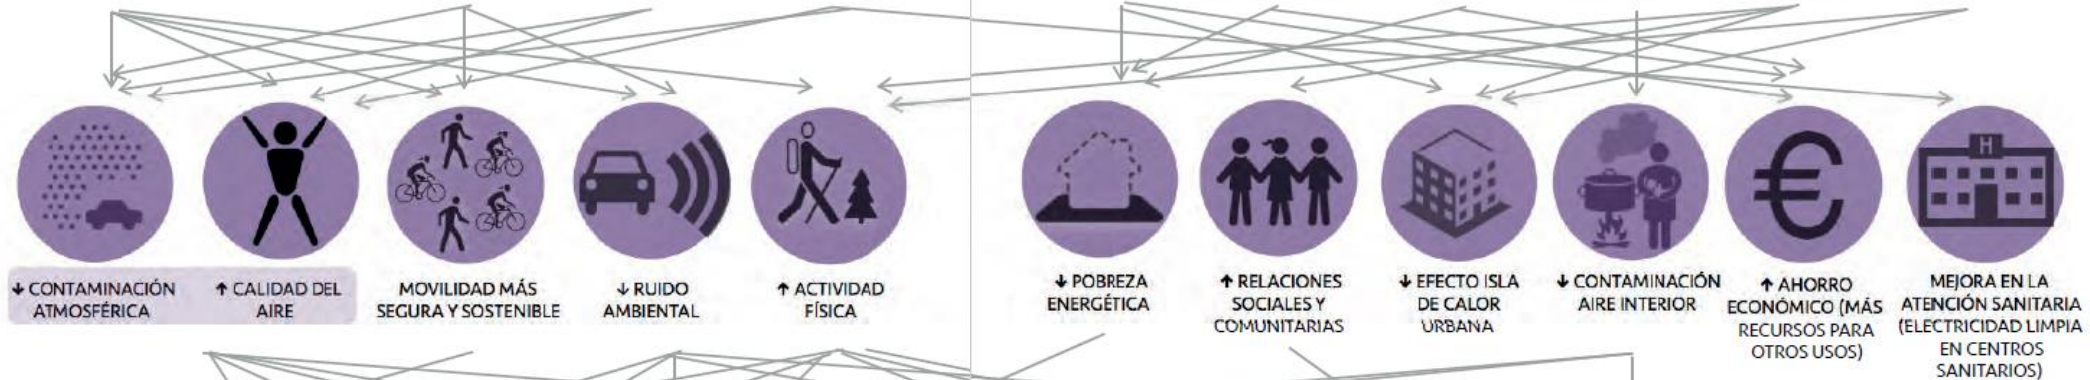 ↓ CONTAMINACIÓN
ATMOSFÉRICA
↑ CALIDAD DEL
AIRE
MOVILIDAD MÁS
SEGURA Y SOSTENIBLE
↓ RUIDO
AMBIENTAL
↑ ACTIVIDAD
FÍSICA
↓ POBREZA
ENERGÉTICA
↑ RELACIONES
SOCIALES Y
COMUNITARIAS
↓ EFECTO ISLA
DE CALOR
URBANA
↓ CONTAMINACIÓN
AIRE INTERIOR
€
↑ AHORRO
ECONÓMICO (MÁS
RECURSOS PARA
OTROS USOS)
H
MEJORA EN LA
ATENCIÓN SANITARIA
(ELECTRICIDAD LIMPIA
EN CENTROS
SANITARIOS)